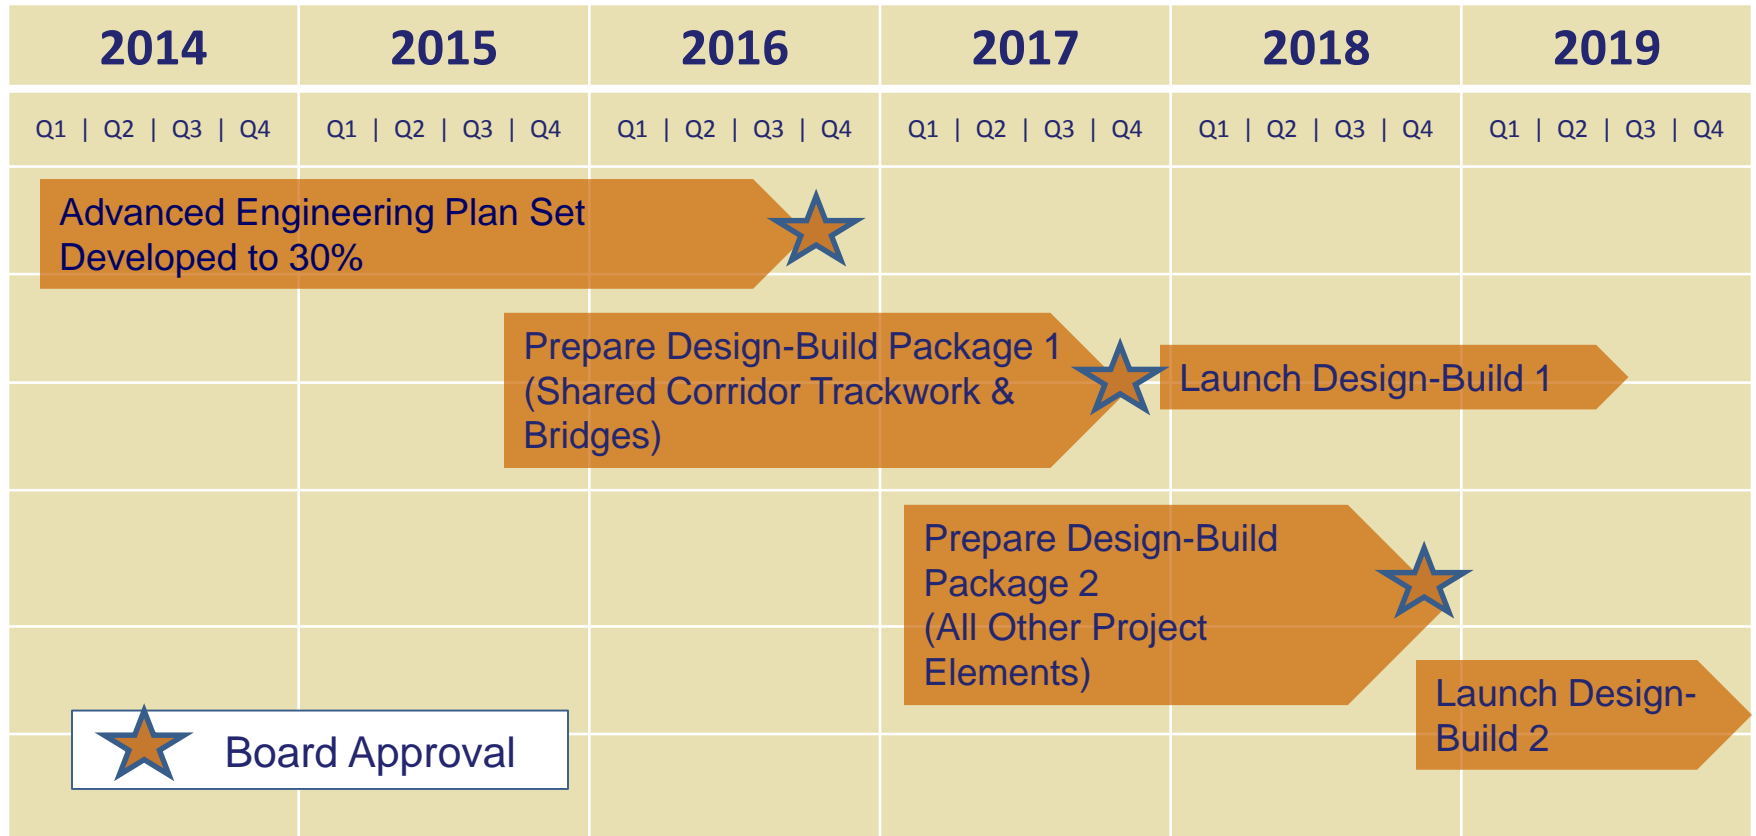 2014 2015 2016 2017 2018 2019
Q1 | Q2 | Q3 | Q4 Q1 | Q2 | Q3 | Q4 Q1 | Q2 | Q3 | Q4 Q1 | Q2 | Q3 | Q4 Q1 | Q2 | Q3 | Q4 Q1 | Q2 | Q3 | Q4
Advanced Engineering Plan Set
Developed to 30%
Prepare Design-Build Package 1
(Shared Corridor Trackwork &
Bridges)
Launch Design-Build 1
Prepare Design-Build
Package 2
(All Other Project
Elements)
Launch Design-
Build 2
Board Approval